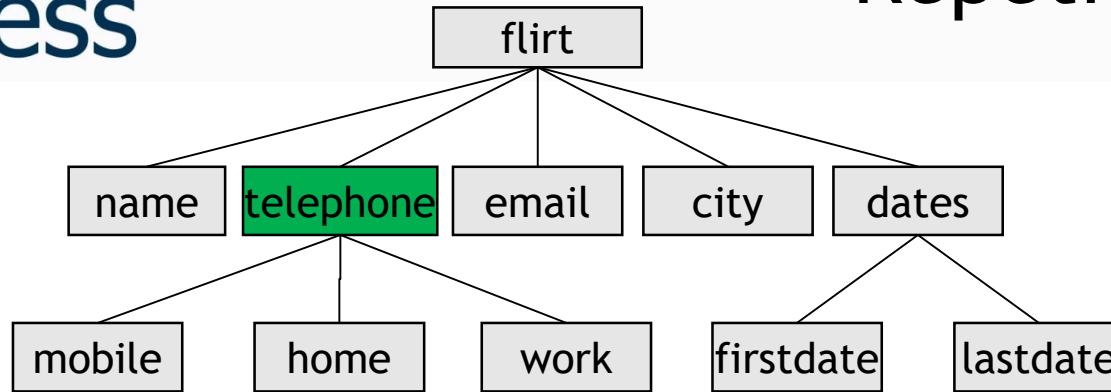 ess
flirt
name telephone email city dates
mobile home work firstdate lastdate